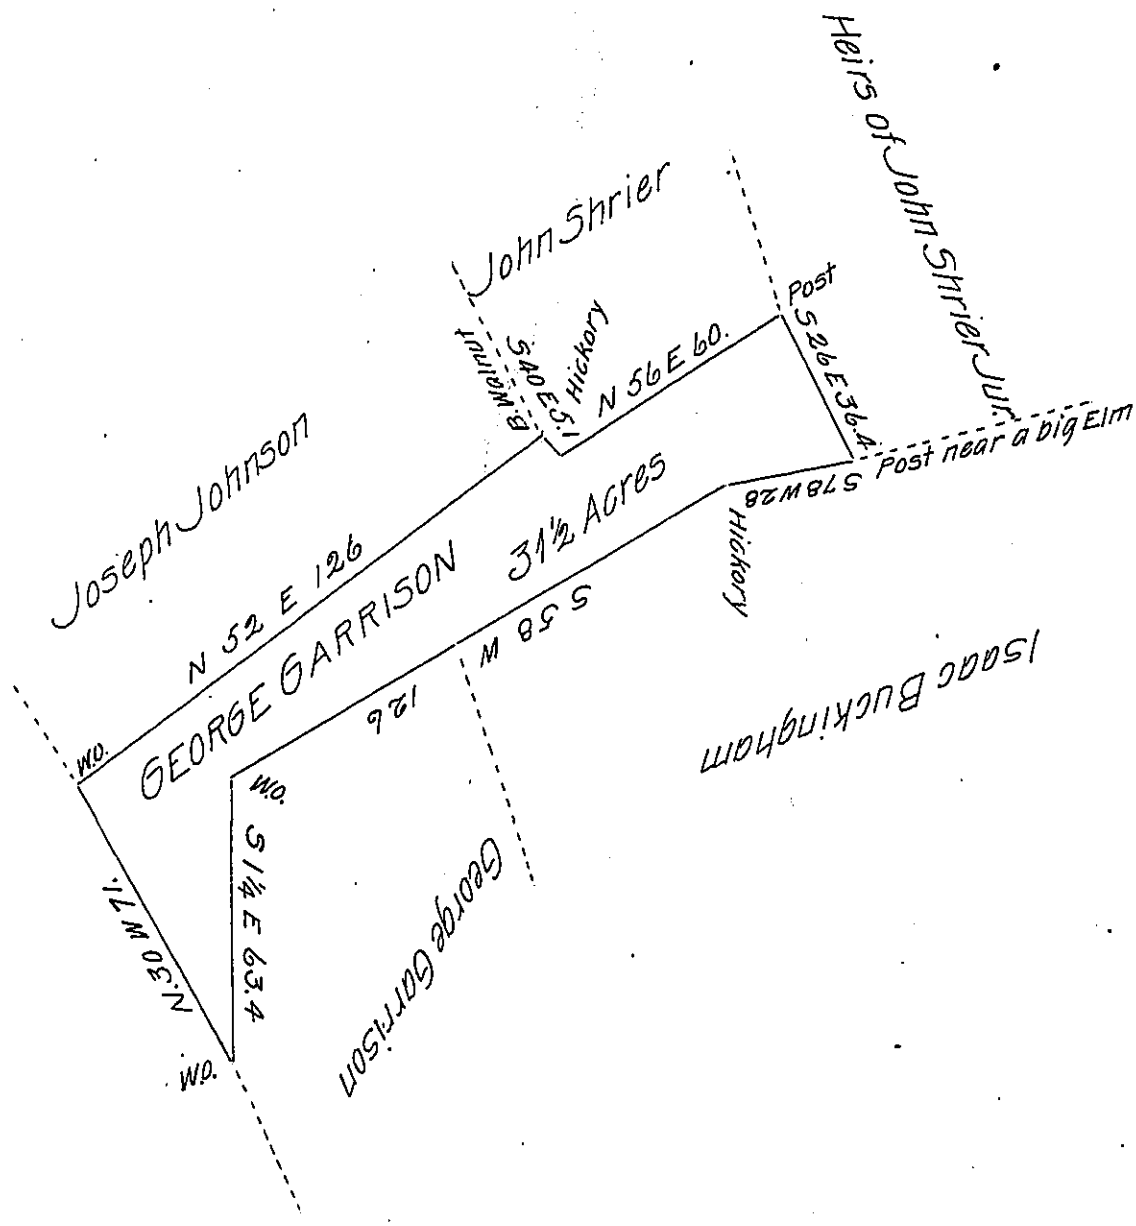 Heirs of John Shrier Jur.
John Shrier
Post
S 26 E 36.4
Hickory
S 40 E 5.1
B. Walnut
N 56 E 60.
Post near a big Elm
S 78 W 28
Hickory
Joseph Johnson
N 52 E 126
31½ Acres
GEORGE GARRISON
S 58 W
126
Isaac Buckingham
W.O.
W.O.
S 1¼ E 63.4
George Garrison
N. 30 W 71.
W.O.